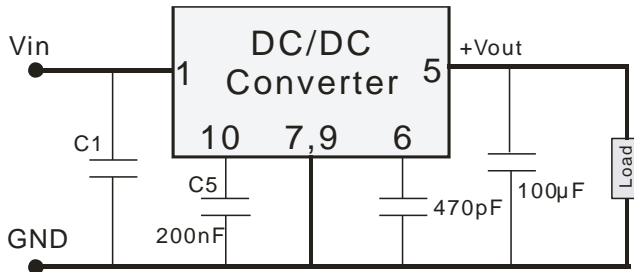 Vin
DC/DC
Converter
1
5
+Vout
10
7,9
6
C1
C5
200nF
470pF
100µF
Load
GND